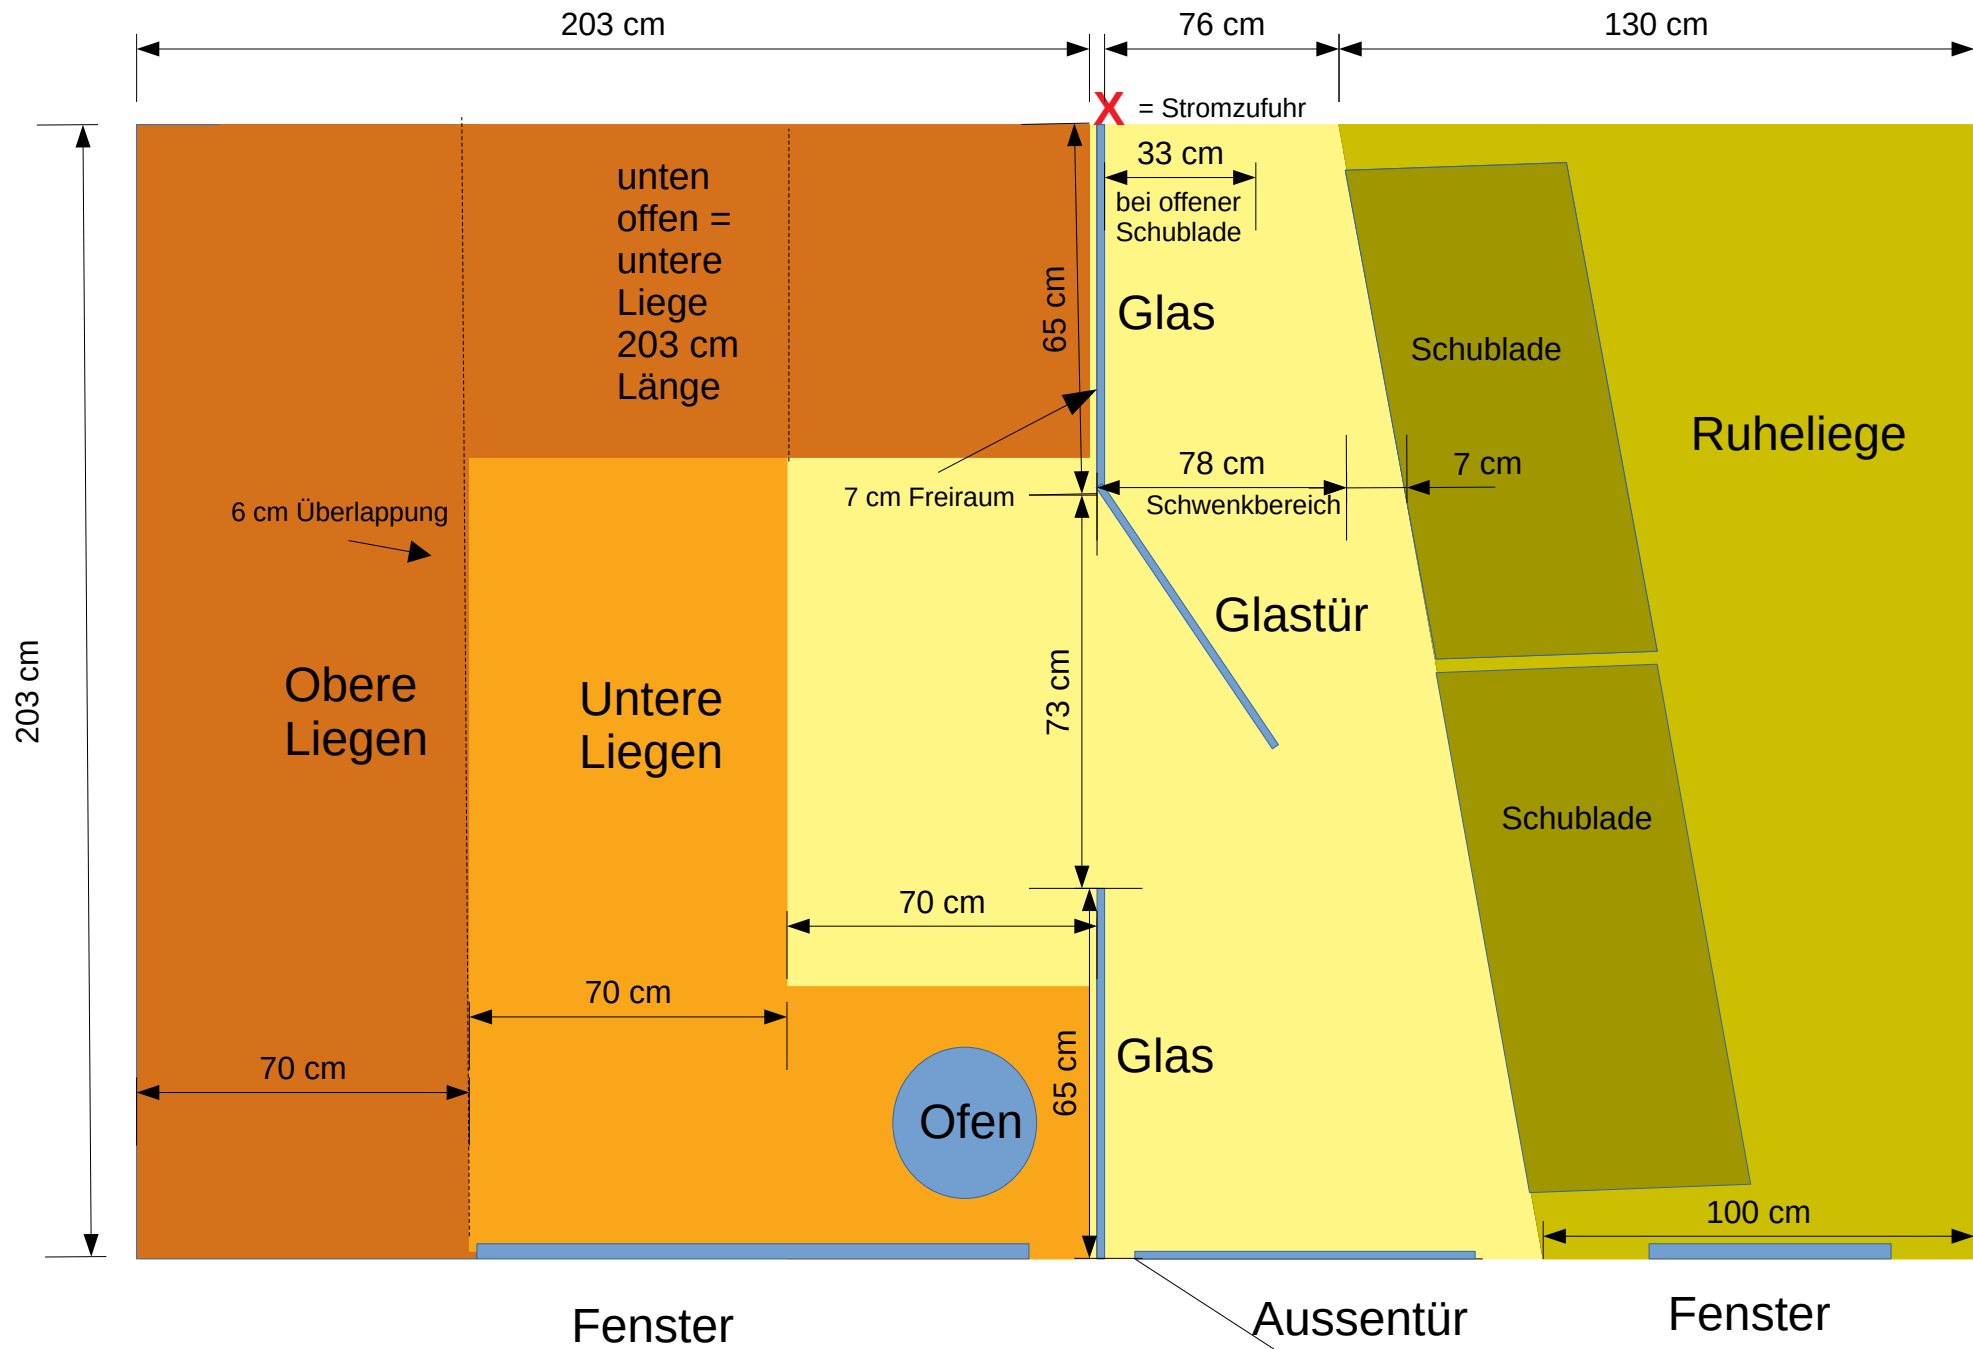 203 cm
76 cm
130 cm
X = Stromzufuhr
33 cm
bei offener
Schublade
unten
offen =
untere
Liege
203 cm
Länge
65 cm
Glas
Schublade
Ruheliege
78 cm
7 cm
Schwenkbereich
7 cm Freiraum
6 cm Überlappung
Glastür
203 cm
Obere
Liegen
Untere
Liegen
73 cm
Schublade
70 cm
70 cm
70 cm
65 cm
Glas
Ofen
100 cm
Fenster
Aussentür
Fenster